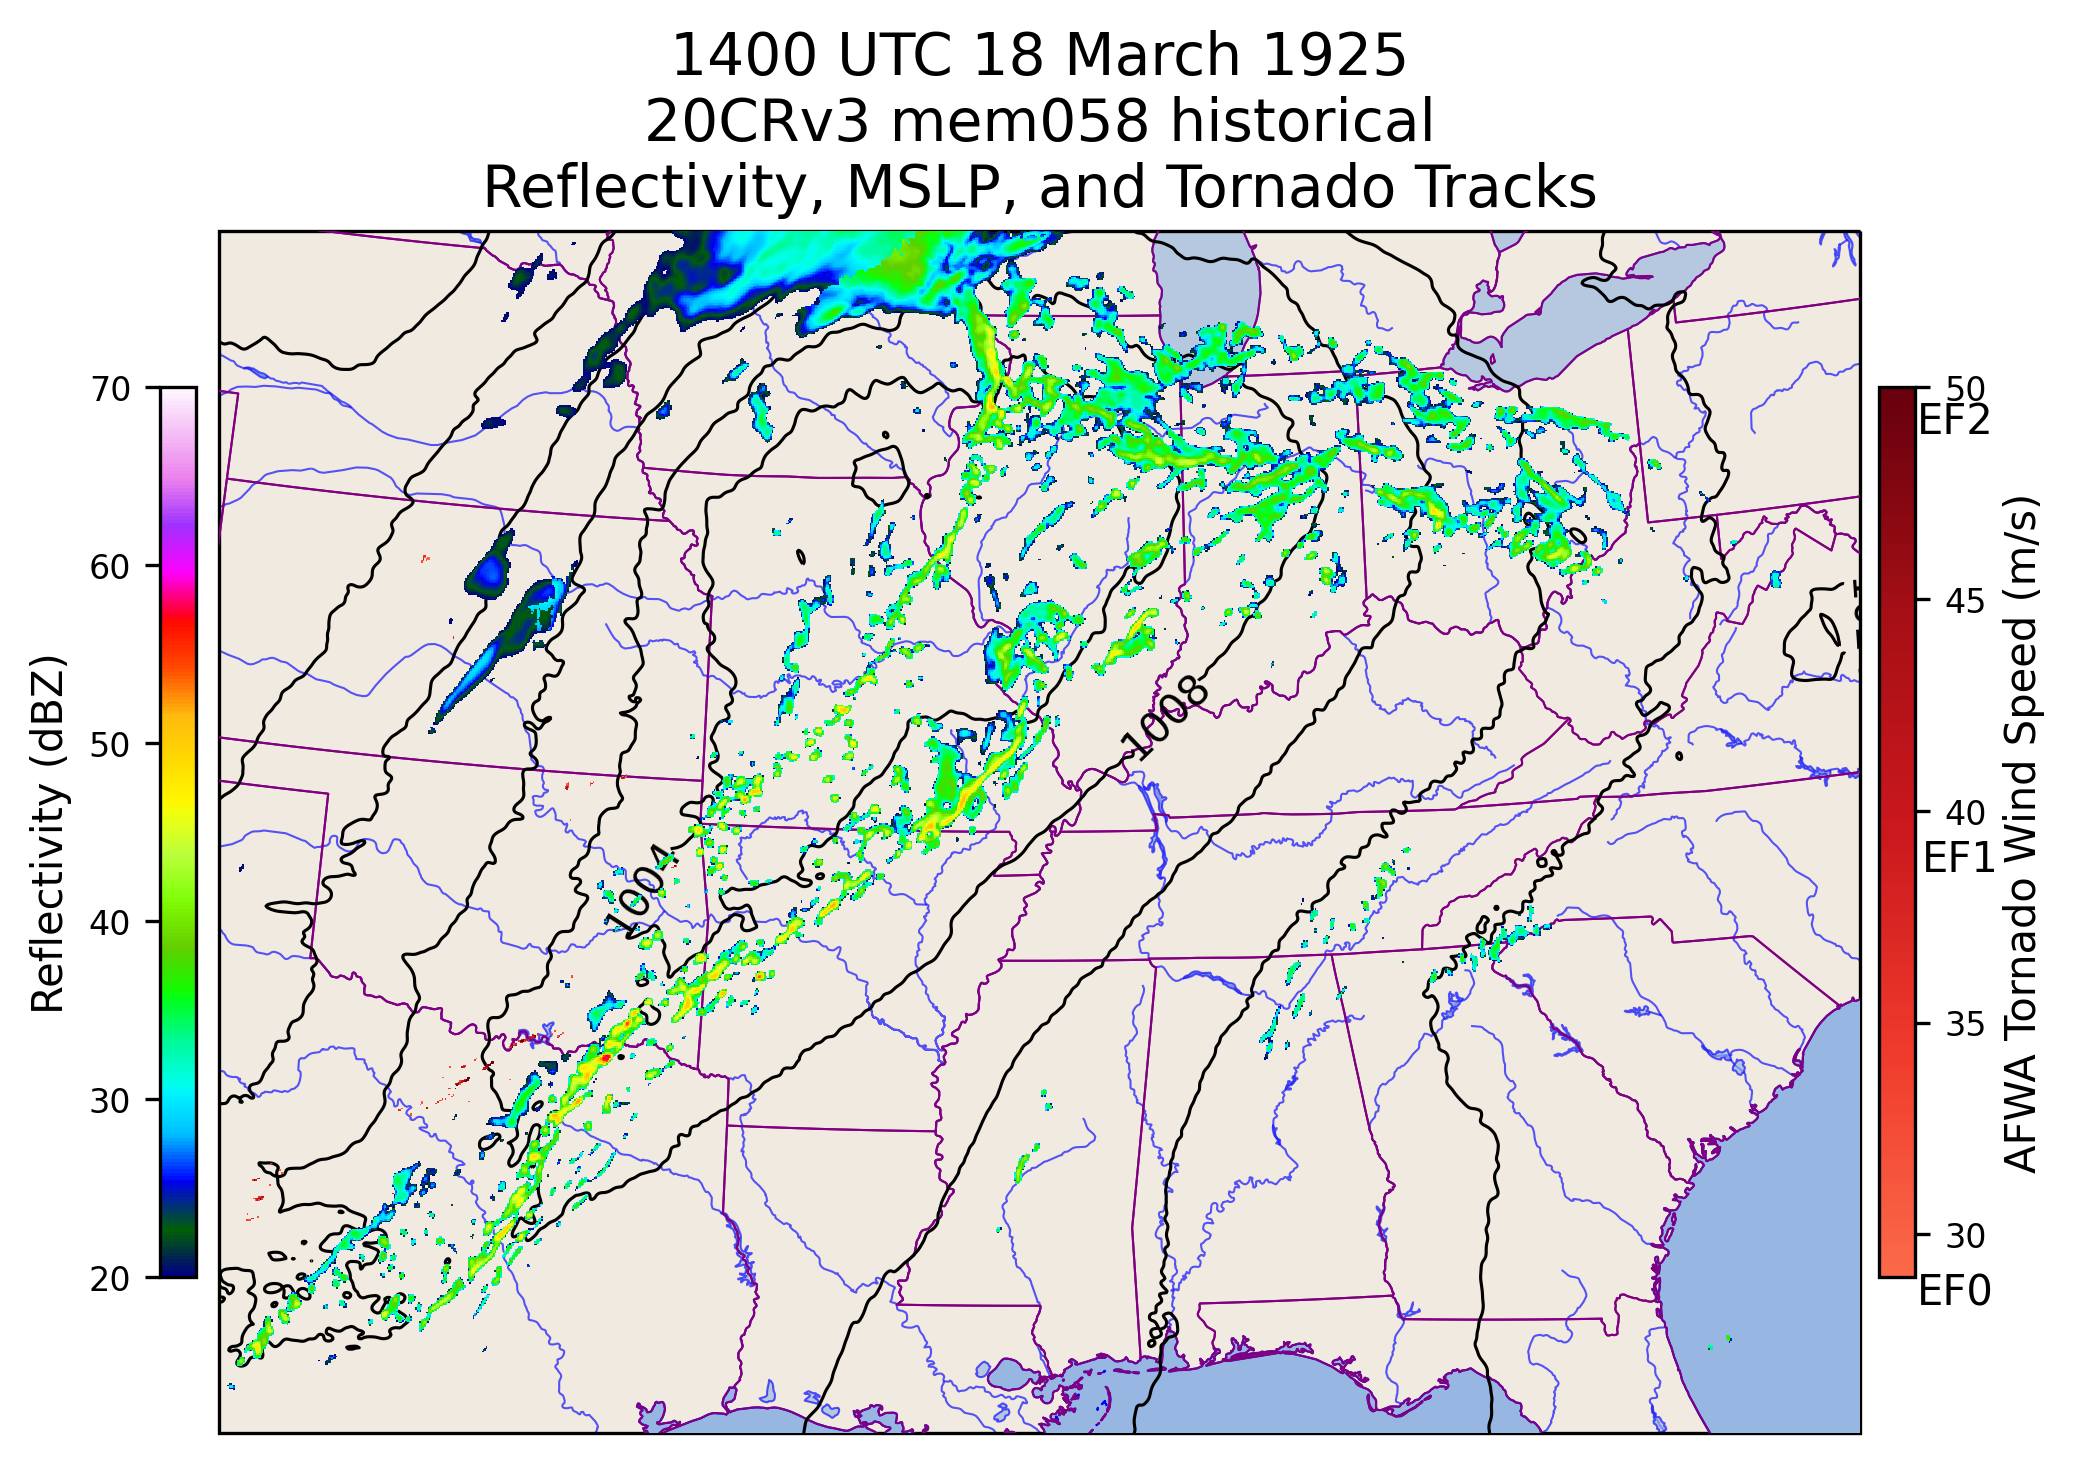 1400 UTC 18 March 1925
20CRv3 mem058 historical
Reflectivity, MSLP, and Tornado Tracks
70
60
50
40
30
20
Reflectivity (dBZ)
1008
1004
50
EF2
45
40
EF1
35
30
EF0
AFWA Tornado Wind Speed (m/s)